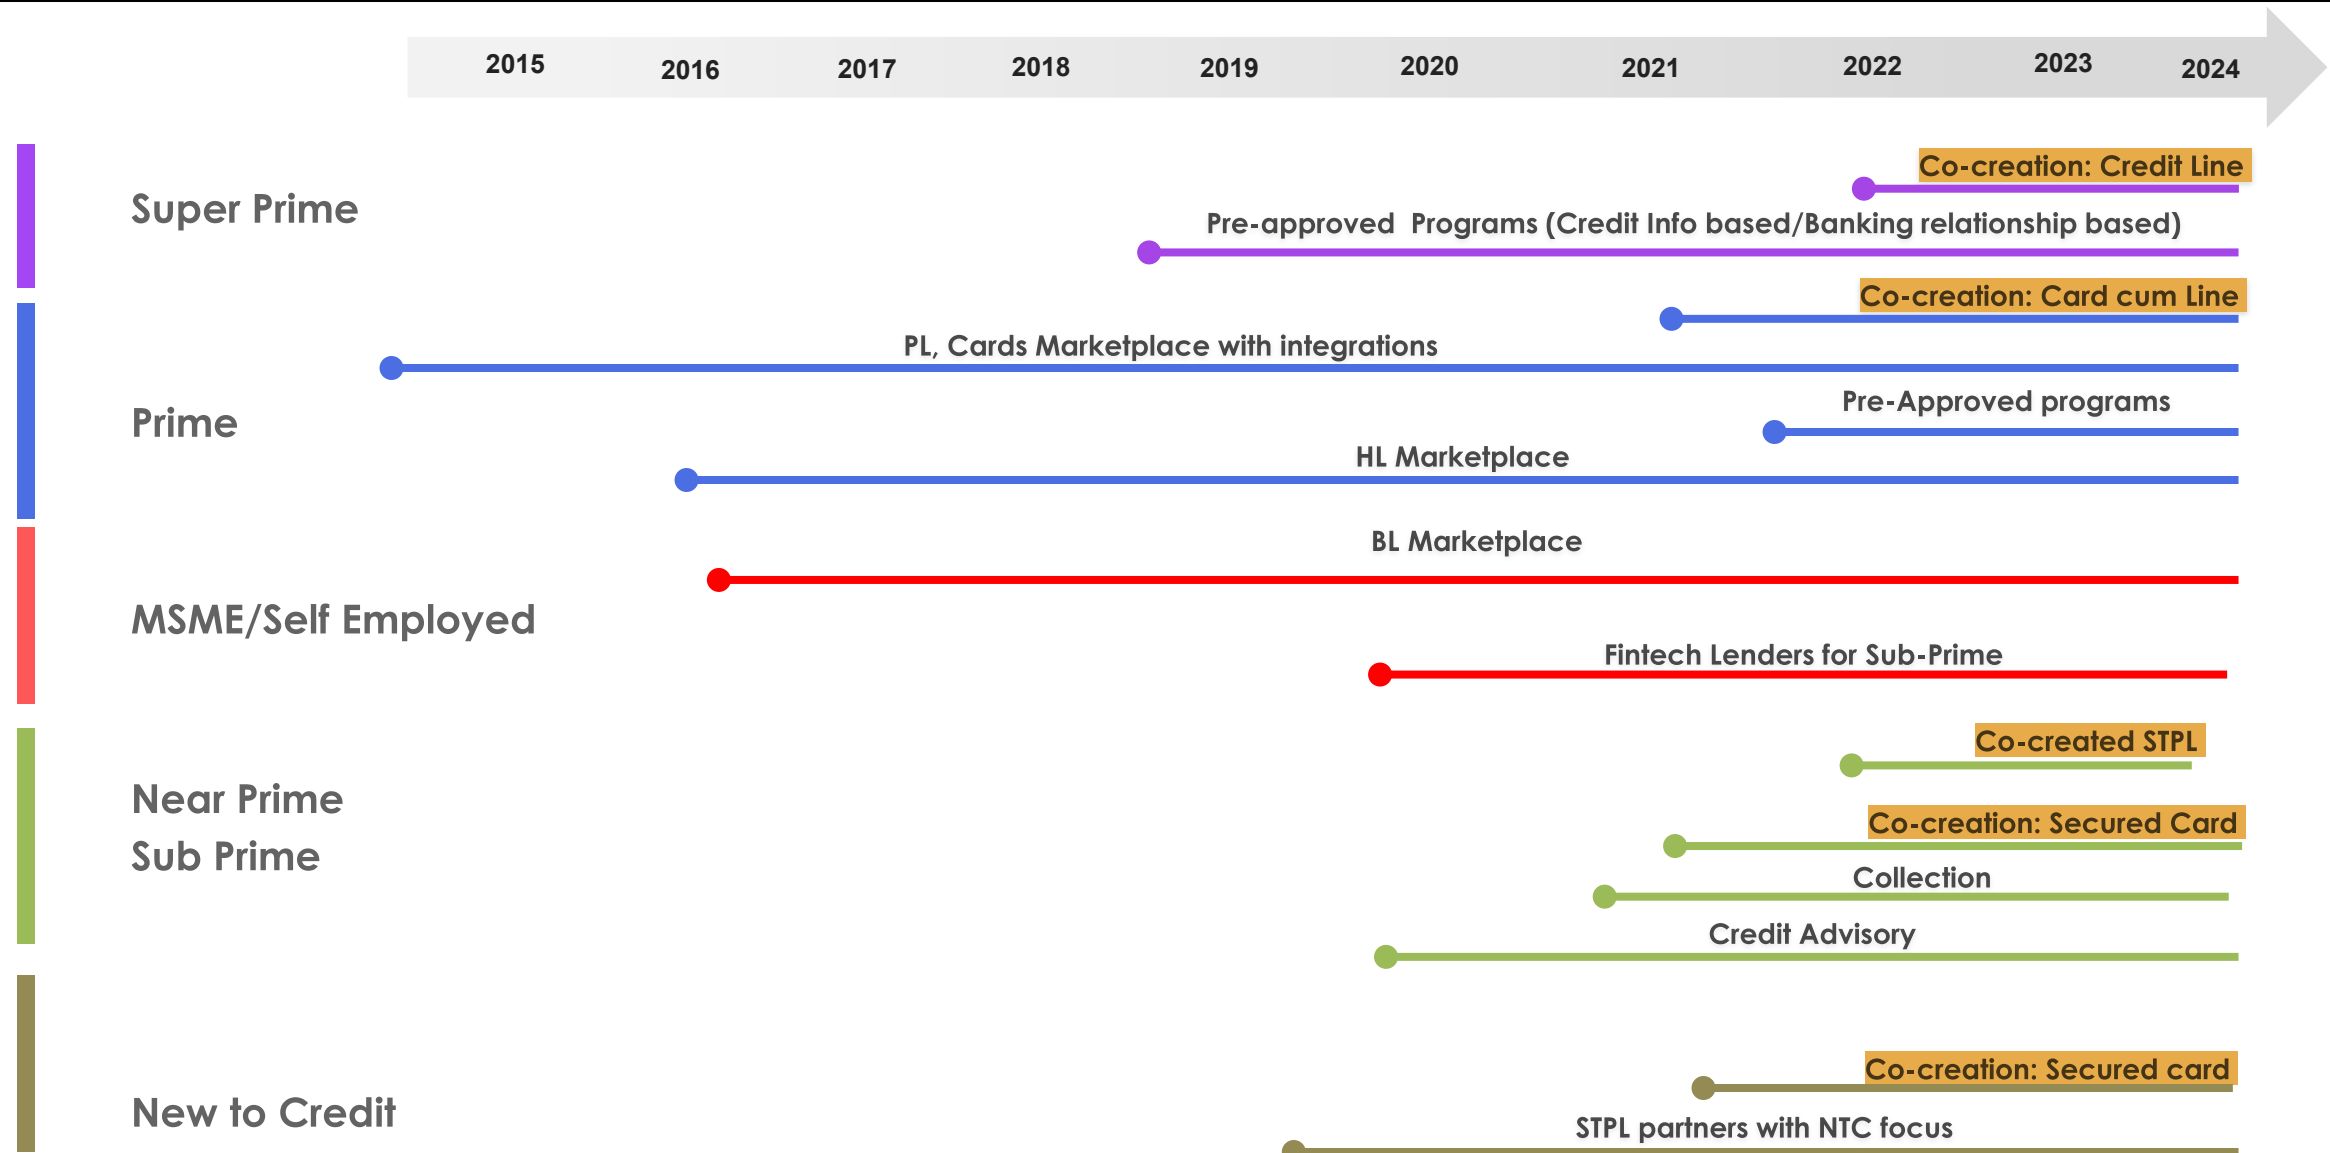 2015 2016 2017 2018 2019 2020 2021 2022 2023 2024
Co-creation: Credit Line
Super Prime
Pre-approved Programs (Credit Info based/Banking relationship based)
Co-creation: Card cum Line
PL, Cards Marketplace with integrations
Pre-Approved programs
Prime
HL Marketplace
BL Marketplace
MSME/Self Employed
Fintech Lenders for Sub-Prime
Co-created STPL
Near Prime
Co-creation: Secured Card
Sub Prime
Collection
Credit Advisory
Co-creation: Secured card
New to Credit
STPL partners with NTC focus